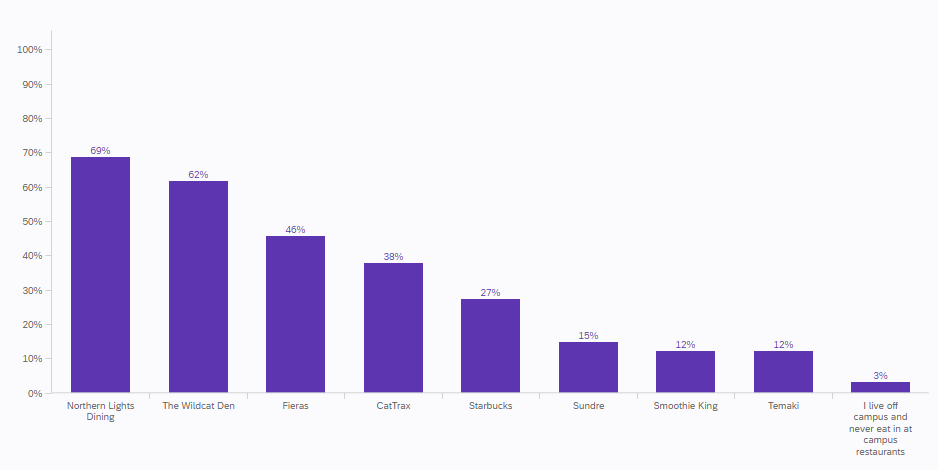 100%
90%
80%
70%
60%
50%
40%
30%
20%
10%
0%
69%
62%
46%
38%
27%
15%
12%
12%
3%
Northern Lights
Dining
The Wildcat Den
Fieras
CatTrax
Starbucks
Sundre
Smoothie King
Temaki
I live off
campus and
never eat in at
campus
restaurants